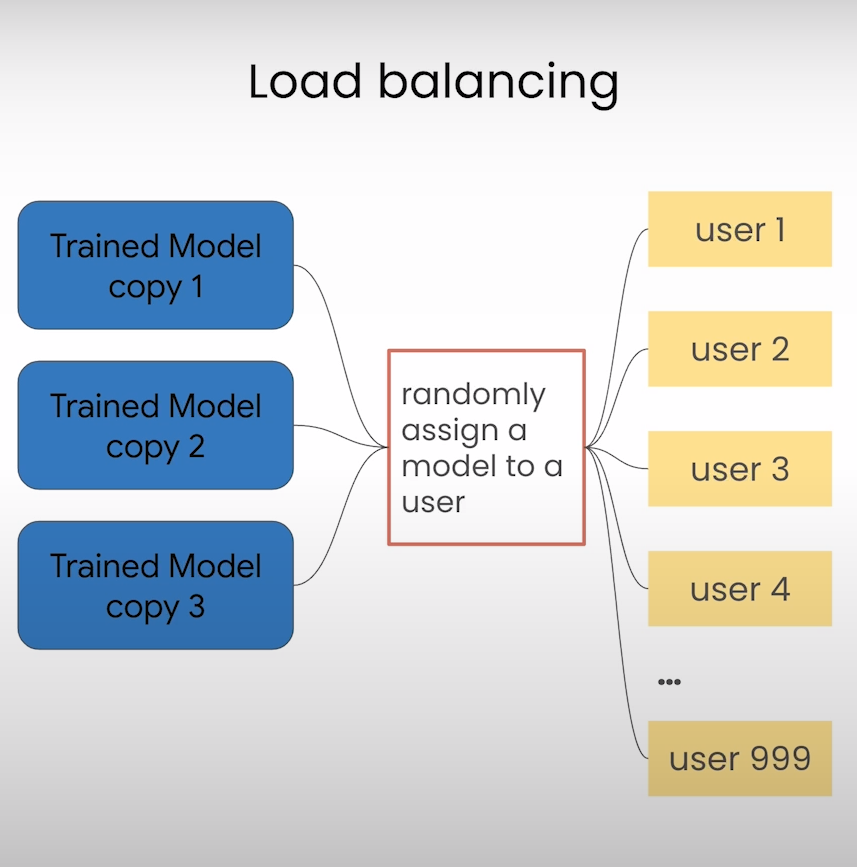 Load balancing
Trained Model
copy 1
Trained Model
copy 2
Trained Model
copy 3
randomly
assign a
model to a
user
user 1
user 2
user 3
user 4
...
user 999